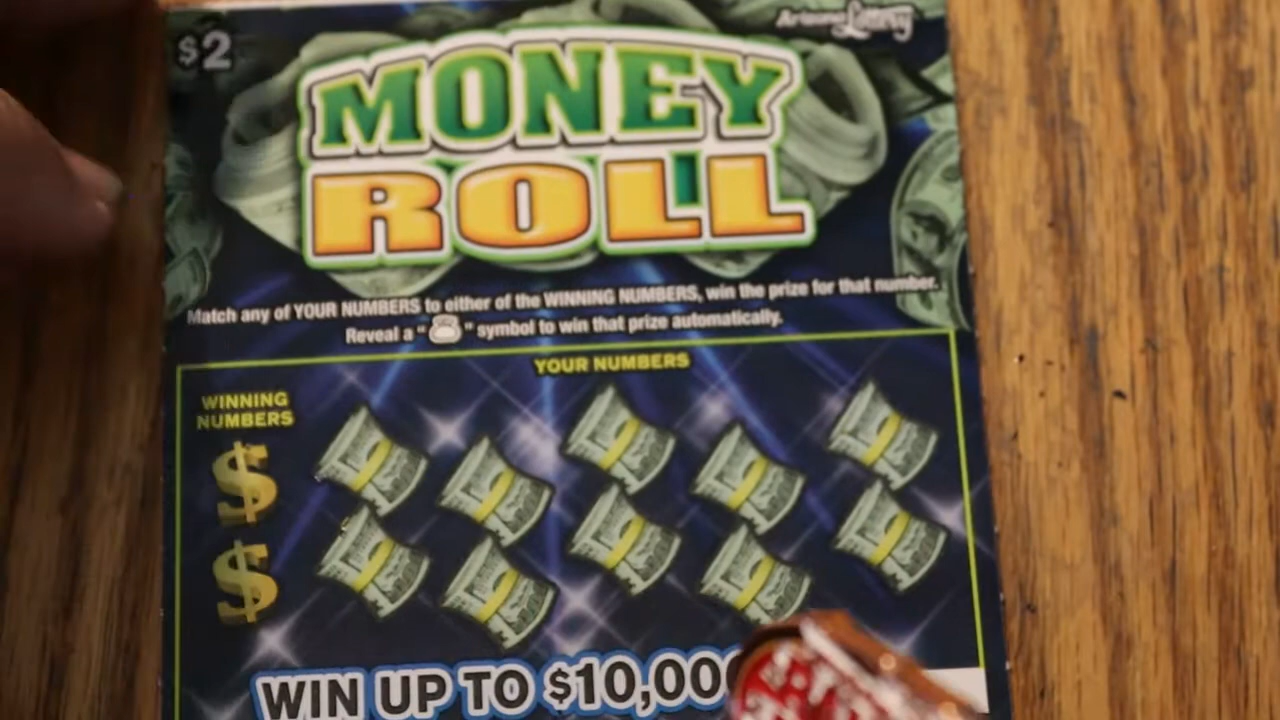 $2
Arizona Lottery
MONEY
ROLL
Match any of YOUR NUMBERS to either of the WINNING NUMBERS, win the prize for that number.
Reveal a " " symbol to win that prize automatically.
YOUR NUMBERS
WINNING
NUMBERS
$
$
WIN UP TO $10,00